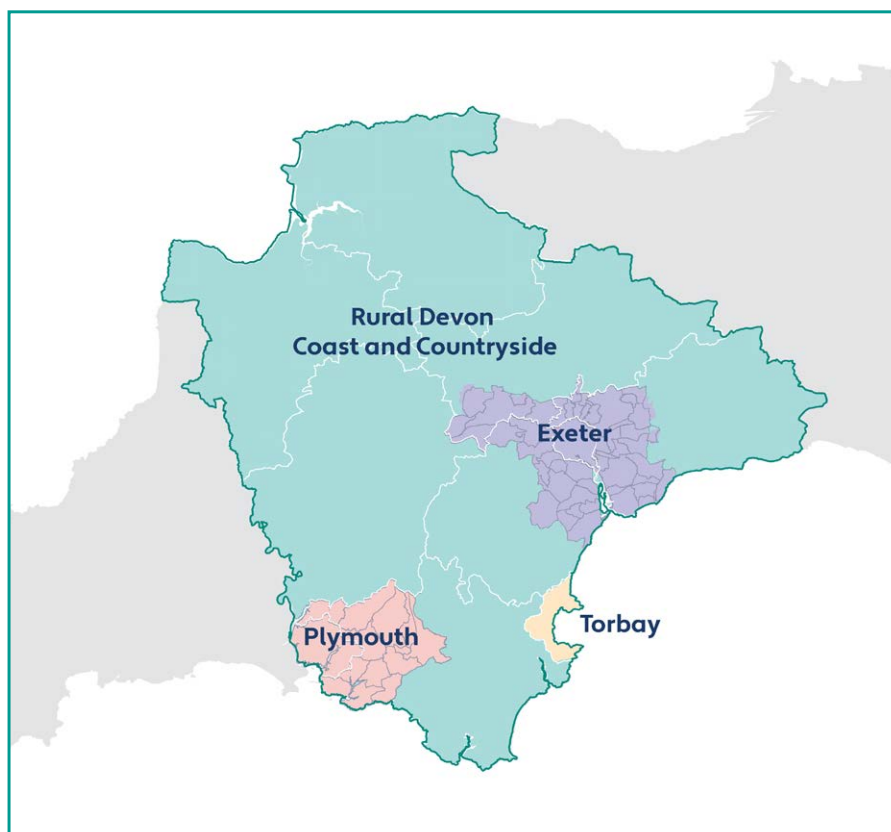 Rural Devon
Coast and Countryside
Exeter
Plymouth
Torbay